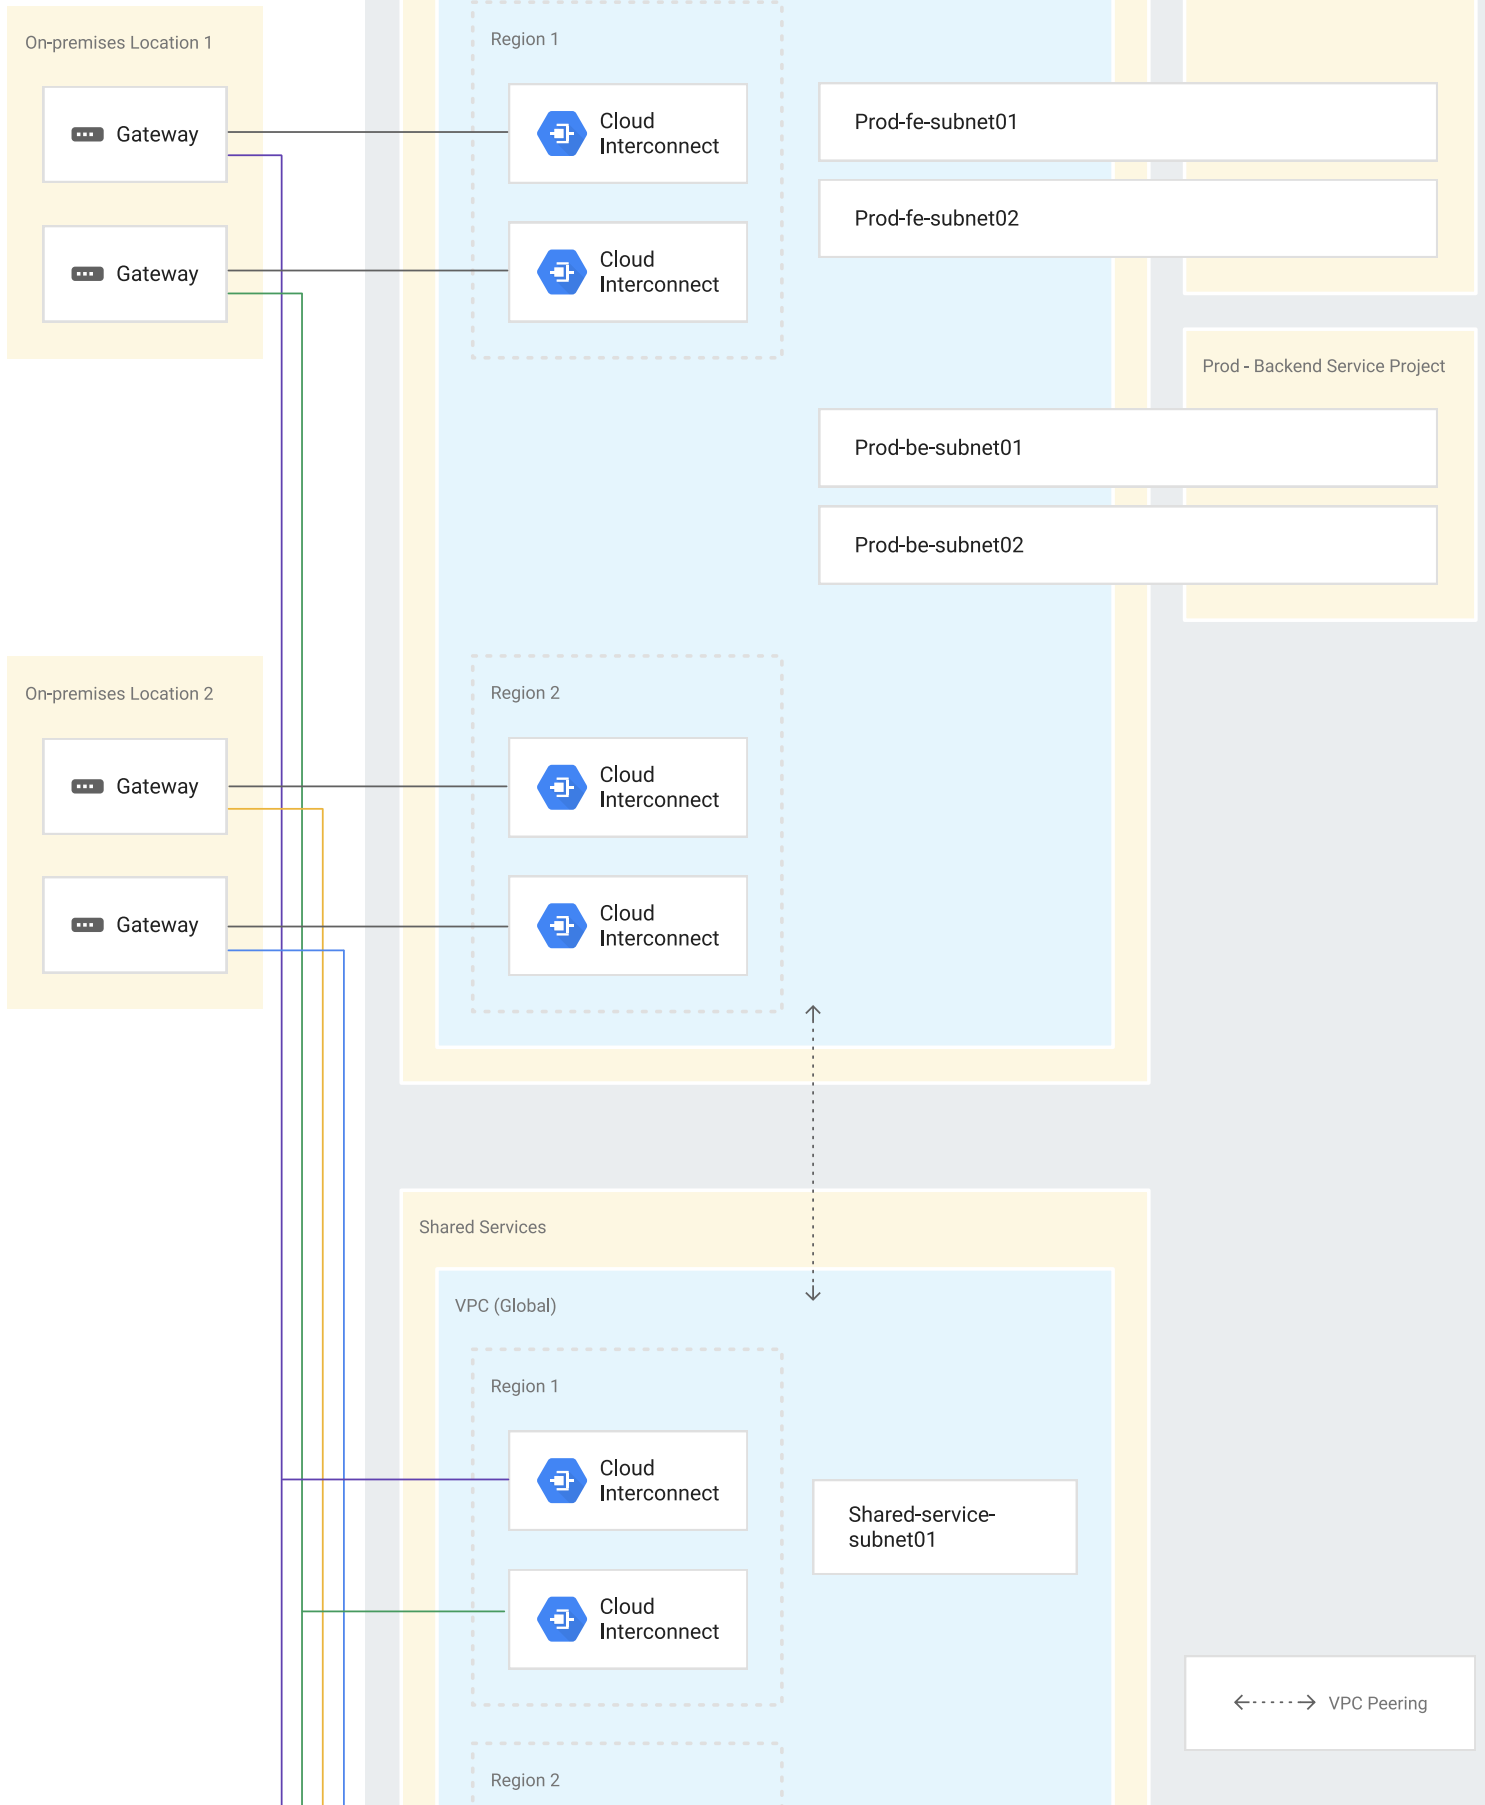 On-premises Location 1
Gateway
Gateway
Region 1
Cloud
Interconnect
Cloud
Interconnect
Prod-fe-subnet01
Prod-fe-subnet02
Prod - Backend Service Project
Prod-be-subnet01
Prod-be-subnet02
On-premises Location 2
Gateway
Gateway
Region 2
Cloud
Interconnect
Cloud
Interconnect
Shared Services
VPC (Global)
Region 1
Cloud
Interconnect
Cloud
Interconnect
Shared-service-
subnet01
Region 2
VPC Peering